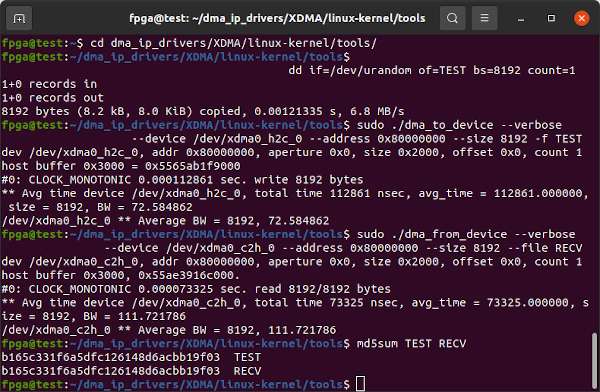 fpga@test: ~/dma_ip_drivers/XDMA/linux-kernel/tools
fpga@test:~$ cd dma_ip_drivers/XDMA/linux-kernel/tools/
fpga@test:~/dma_ip_drivers/XDMA/linux-kernel/tools$
dd if=/dev/urandom of=TEST bs=8192 count=1
1+0 records in
1+0 records out
8192 bytes (8.2 kB, 8.0 KiB) copied, 0.00121335 s, 6.8 MB/s
fpga@test:~/dma_ip_drivers/XDMA/linux-kernel/tools$ sudo ./dma_to_device --verbose
--device /dev/xdma0_h2c_0 --address 0x80000000 --size 8192 -f TEST
dev /dev/xdma0_h2c_0, addr 0x80000000, aperture 0x0, size 0x2000, offset 0x0, count 1
host buffer 0x3000 = 0x5565ab1f9000
#0: CLOCK_MONOTONIC 0.000112861 sec. write 8192 bytes
** Avg time device /dev/xdma0_h2c_0, total time 112861 nsec, avg_time = 112861.000000,
size = 8192, BW = 72.584862
/dev/xdma0_h2c_0 ** Average BW = 8192, 72.584862
fpga@test:~/dma_ip_drivers/XDMA/linux-kernel/tools$ sudo ./dma_from_device --verbose
--device /dev/xdma0_c2h_0 --address 0x80000000 --size 8192 --file RECV
dev /dev/xdma0_c2h_0, addr 0x80000000, aperture 0x0, size 0x2000, offset 0x0, count 1
host buffer 0x3000, 0x55ae3916c000.
#0: CLOCK_MONOTONIC 0.000073325 sec. read 8192/8192 bytes
** Avg time device /dev/xdma0_c2h_0, total time 73325 nsec, avg_time = 73325.000000, s
ize = 8192, BW = 111.721786
/dev/xdma0_c2h_0 ** Average BW = 8192, 111.721786
fpga@test:~/dma_ip_drivers/XDMA/linux-kernel/tools$ md5sum TEST RECV
b165c331f6a5dfc126148d6acbb19f03  TEST
b165c331f6a5dfc126148d6acbb19f03  RECV
fpga@test:~/dma_ip_drivers/XDMA/linux-kernel/tools$